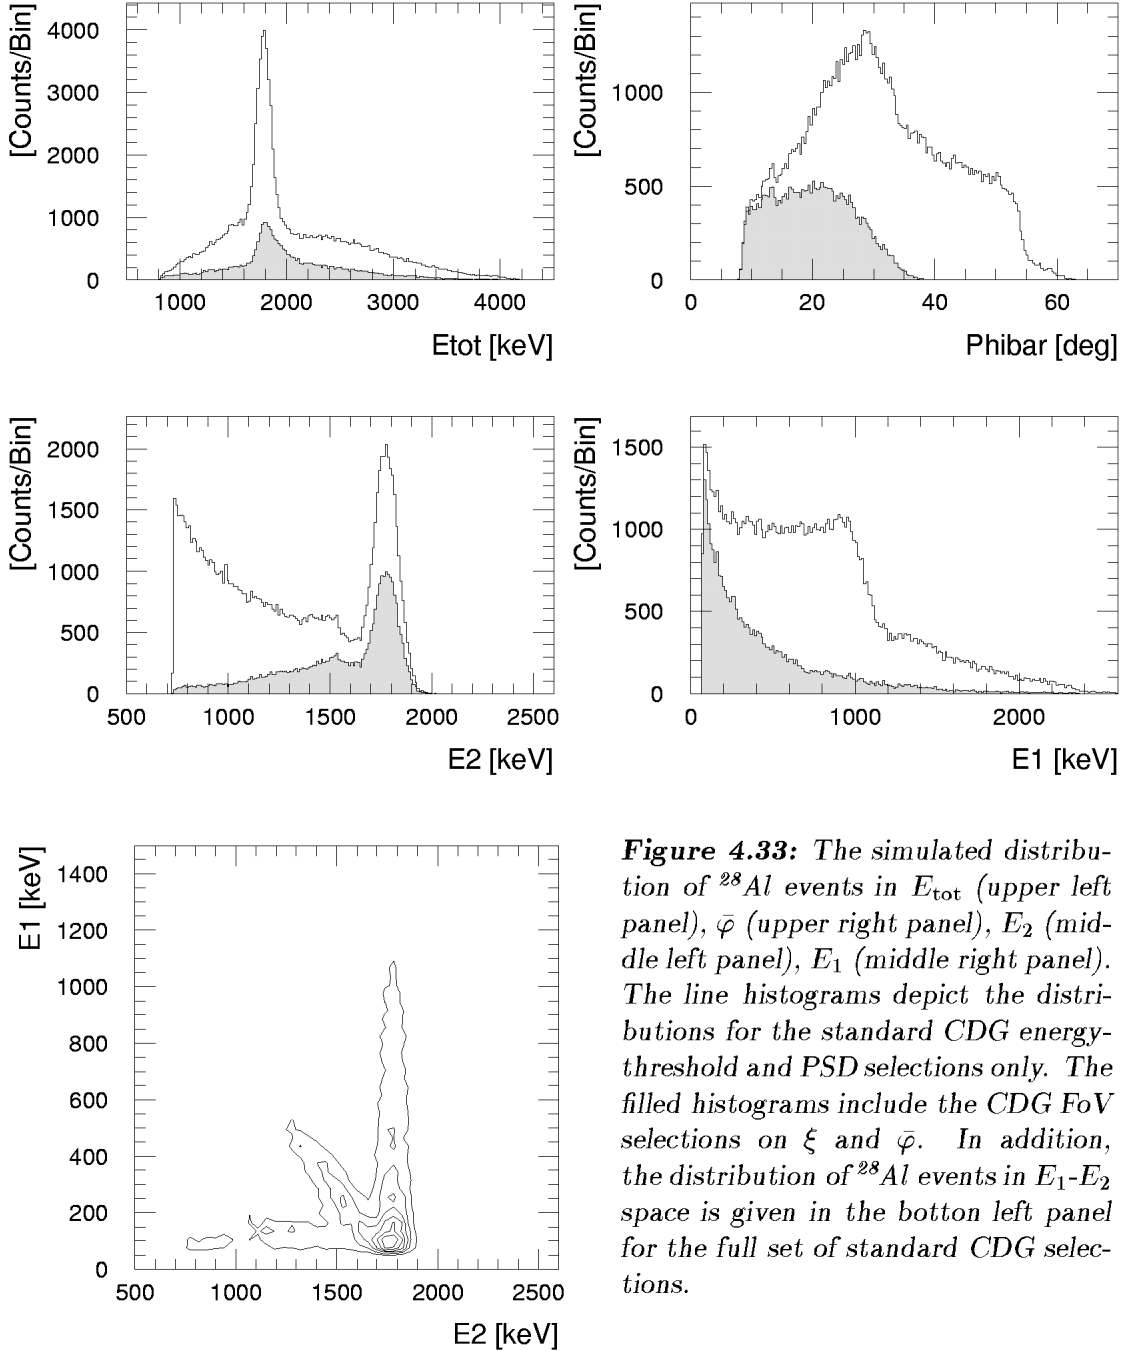 [Counts/Bin]
4000
3000
2000
1000
0
1000 2000 3000 4000
Etot [keV]
[Counts/Bin]
1000
500
0
0 20 40 60
Phibar [deg]
[Counts/Bin]
2000
1500
1000
500
0
500 1000 1500 2000 2500
E2 [keV]
[Counts/Bin]
1500
1000
500
0
0 1000 2000
E1 [keV]
E1 [keV]
1400
1200
1000
800
600
400
200
0
500 1000 1500 2000 2500
E2 [keV]
Figure 4.33: The simulated distribu-
tion of ²⁸Al events in E_tot (upper left
panel), φ̄ (upper right panel), E₂ (mid-
dle left panel), E₁ (middle right panel).
The line histograms depict the distri-
butions for the standard CDG energy-
threshold and PSD selections only. The
filled histograms include the CDG FoV
selections on ξ and φ̄. In addition,
the distribution of ²⁸Al events in E₁-E₂
space is given in the botton left panel
for the full set of standard CDG selec-
tions.